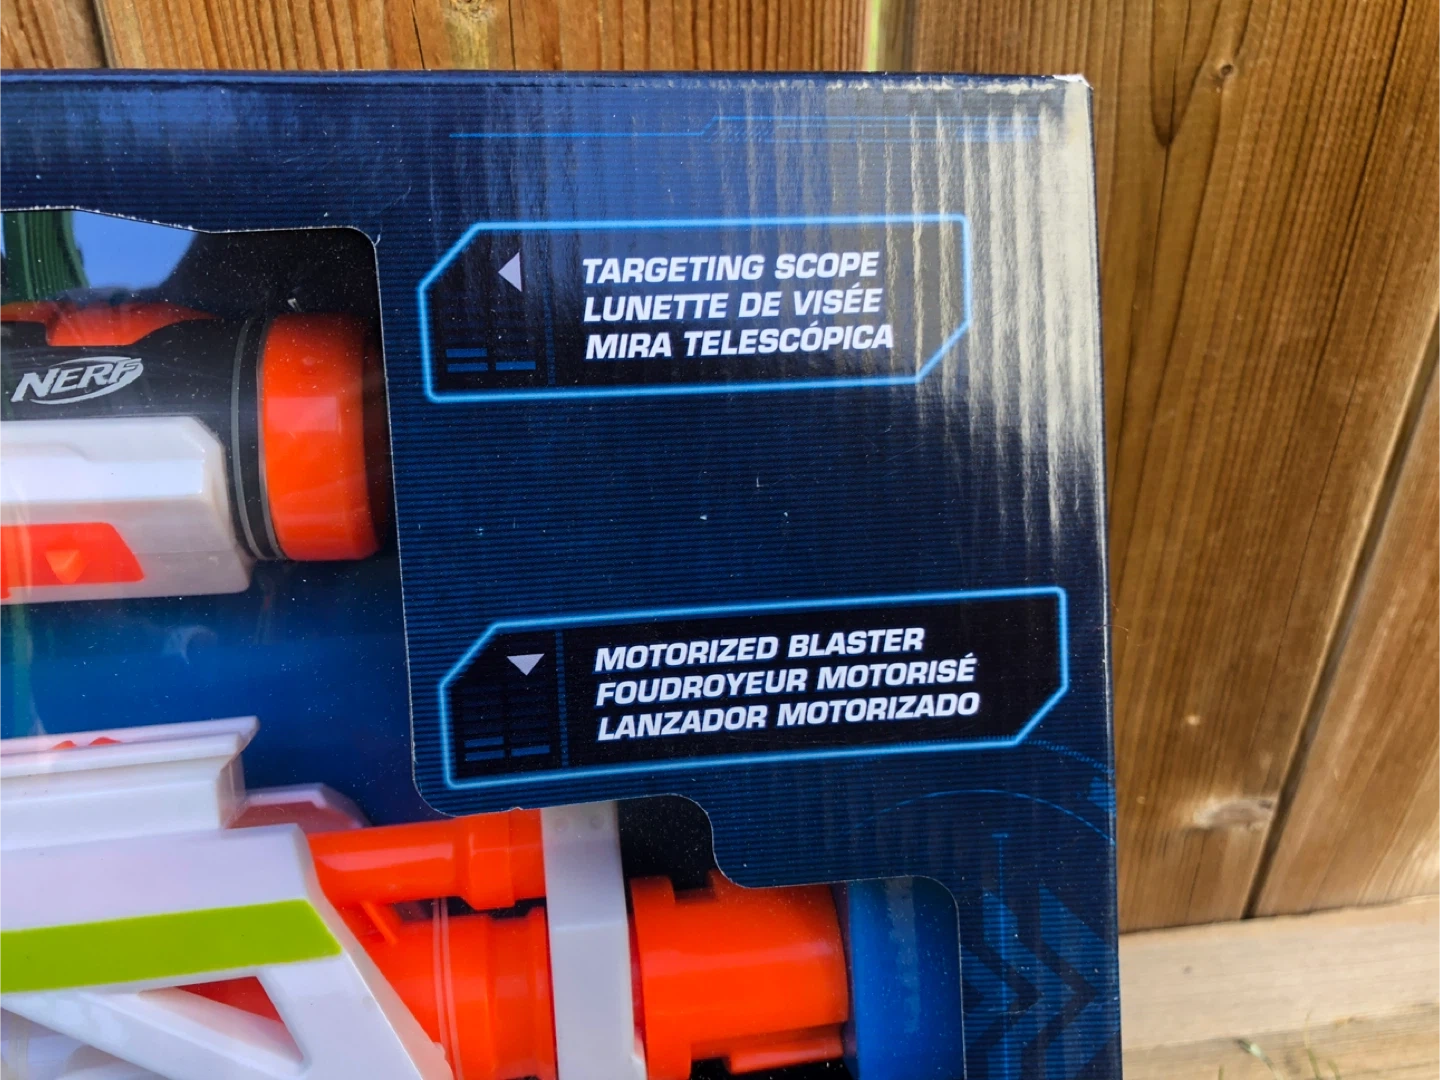 TARGETING SCOPE
LUNETTE DE VISÉE
MIRA TELESCÓPICA
NERF
MOTORIZED BLASTER
FOUDROYEUR MOTORISÉ
LANZADOR MOTORIZADO